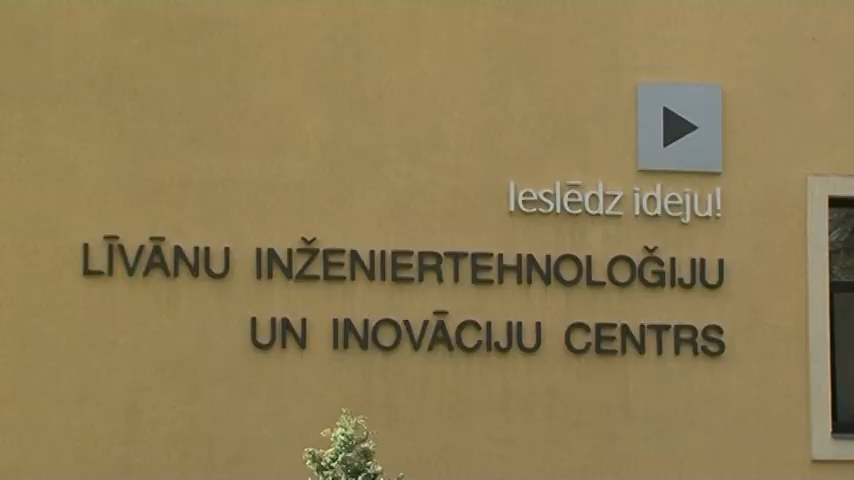 Ieslēdz ideju!
LĪVĀNU INŽENIERTEHNOLOĢIJU
UN INOVĀCIJU CENTRS